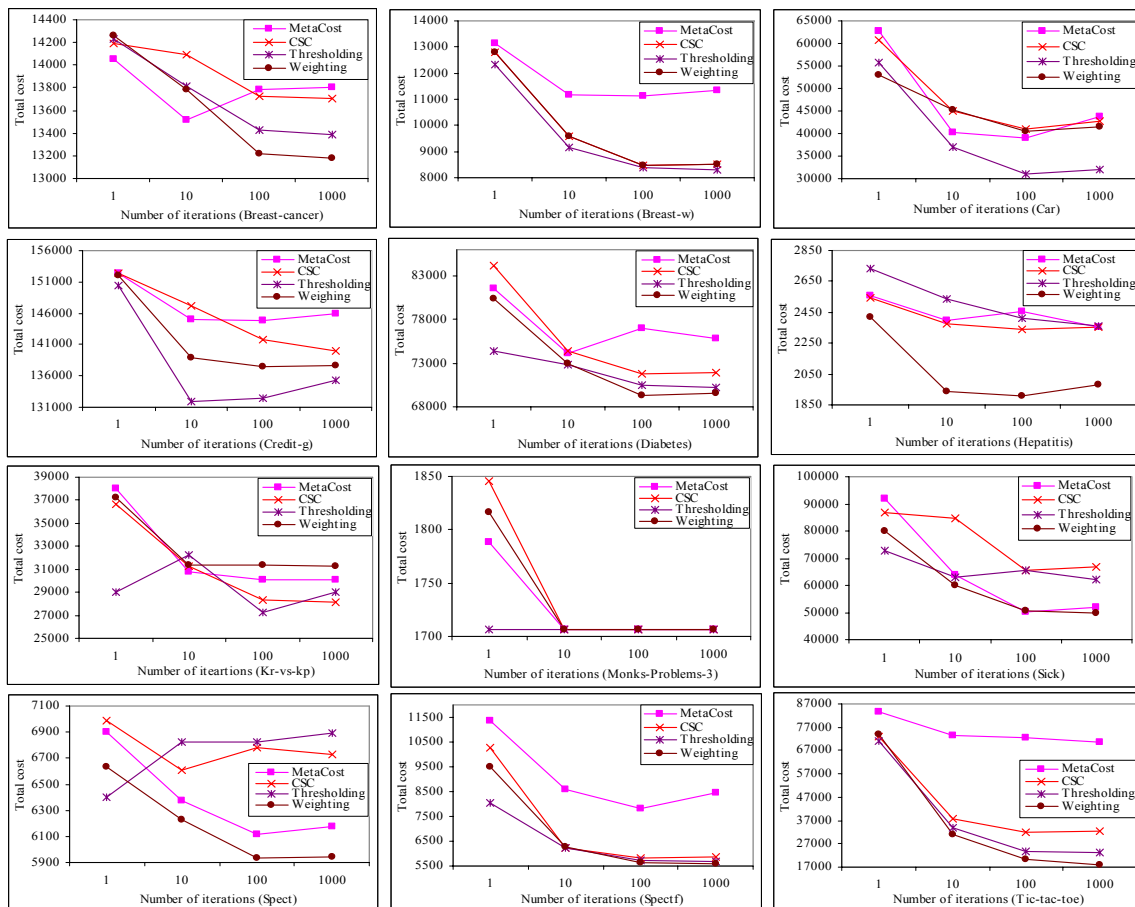 14400
14200
14000
13800
13600
13400
13200
13000
Total cost
1 10 100 1000
Number of iterations (Breast-cancer)
MetaCost
CSC
Thresholding
Weighting
14000
13000
12000
11000
10000
9000
8000
Total cost
1 10 100 1000
Number of iterations (Breast-w)
MetaCost
CSC
Thresholding
Weighting
65000
60000
55000
50000
45000
40000
35000
30000
Total cost
1 10 100 1000
Number of iterations (Car)
MetaCost
CSC
Thresholding
Weighting
156000
151000
146000
141000
136000
131000
Total cost
1 10 100 1000
Number of iterations (Credit-g)
MetaCost
CSC
Thresholding
Weighing
83000
78000
73000
68000
Total cost
1 10 100 1000
Number of iterations (Diabetes)
MetaCost
CSC
Thresholding
Weighting
2850
2650
2450
2250
2050
1850
Total cost
1 10 100 1000
Number of iterations (Hepatitis)
MetaCost
CSC
Thresholding
Weighting
39000
37000
35000
33000
31000
29000
27000
25000
Total cost
1 10 100 1000
Number of iteartions (Kr-vs-kp)
MetaCost
CSC
Thresholding
Weighting
1850
1800
1750
1700
Total cost
1 10 100 1000
Number of iterations (Monks-Problems-3)
MetaCost
CSC
Thresholding
Weighting
100000
90000
80000
70000
60000
50000
40000
Total cost
1 10 100 1000
Number of iterations (Sick)
MetaCost
CSC
Thresholding
Weighting
7100
6900
6700
6500
6300
6100
5900
Total cost
1 10 100 1000
Number of iterations (Spect)
MetaCost
CSC
Thresholding
Weighting
11500
10500
9500
8500
7500
6500
5500
Total cost
1 10 100 1000
Number of iterations (Spectf)
MetaCost
CSC
Thresholding
Weighting
87000
77000
67000
57000
47000
37000
27000
17000
Total cost
1 10 100 1000
Number of iterations (Tic-tac-toe)
MetaCost
CSC
Thresholding
Weighting